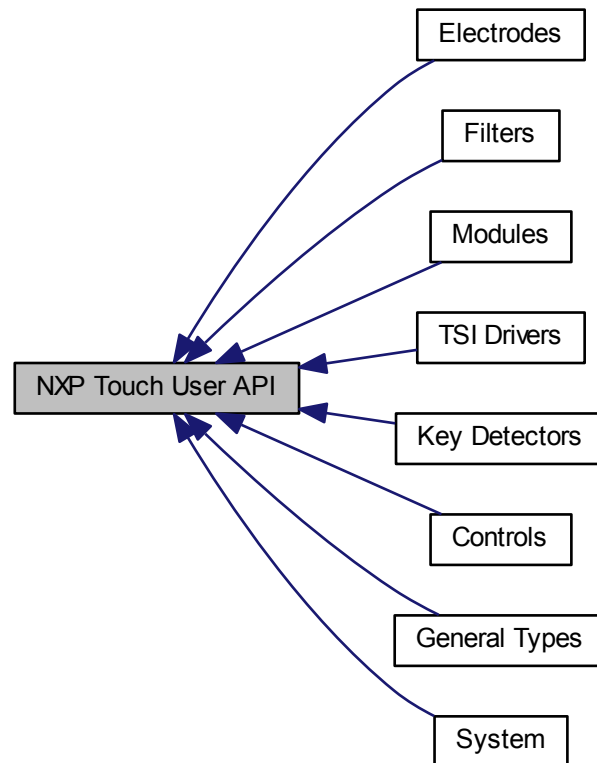 Electrodes
Filters
Modules
TSI Drivers
NXP Touch User API
Key Detectors
Controls
General Types
System